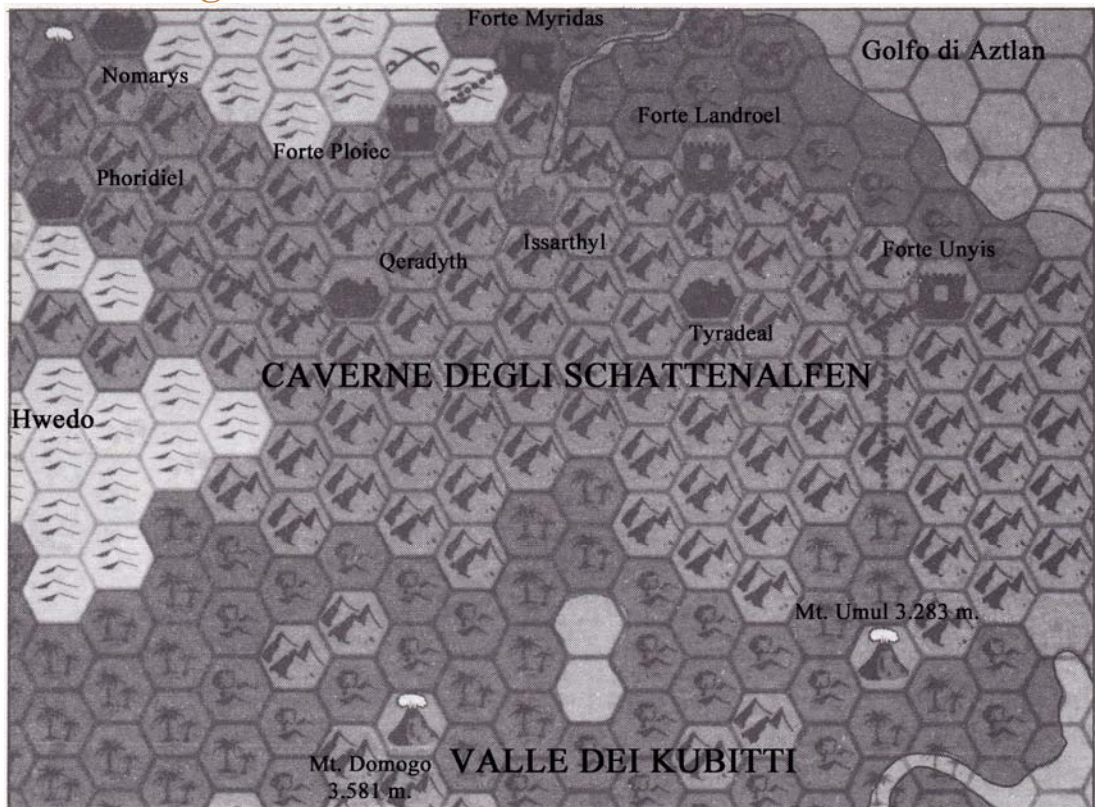 Forte Myridas
Golfo di Aztlan
Nomarys
Forte Landroel
Forte Ploiec
Phoridiel
Issarthyl
Forte Unyis
Qeradyth
Tyradeal
CAVERNE DEGLI SCHATTENALFEN
Hwedo
Mt. Umul 3.283 m.
Mt. Domogo
3.581 m.
VALLE DEI KUBITTI